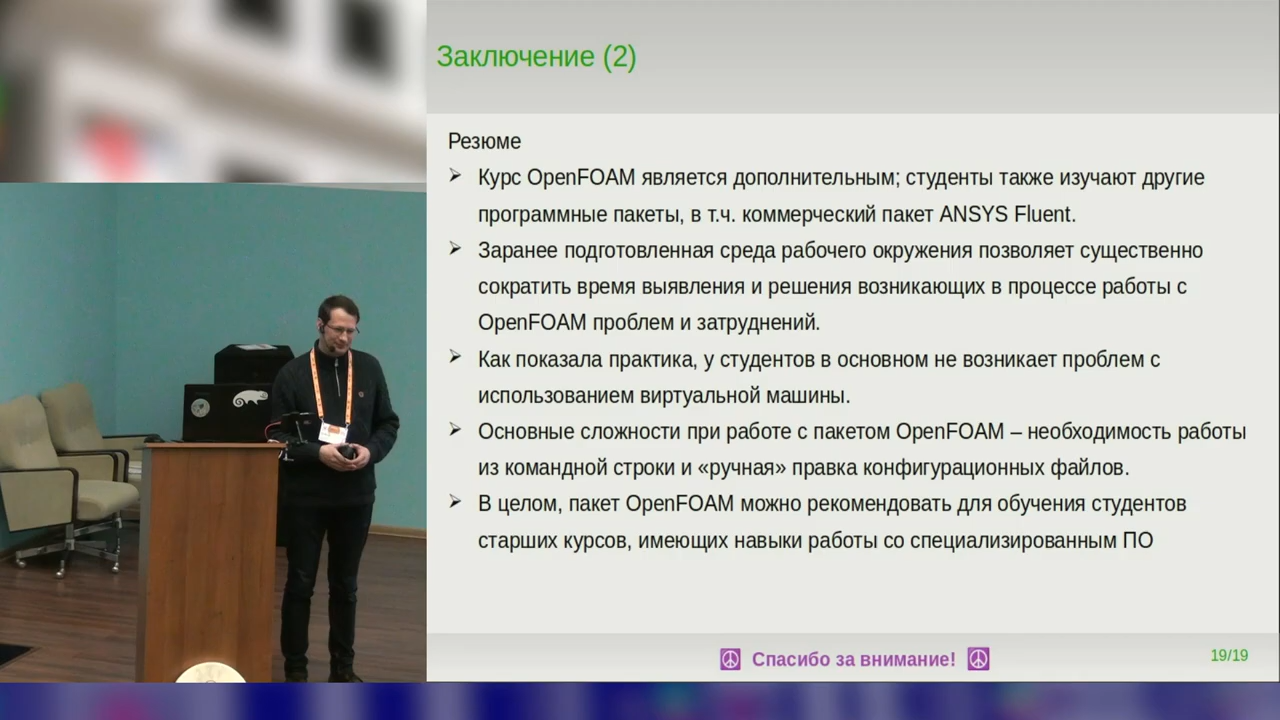 Заключение (2)
Резюме
Курс OpenFOAM является дополнительным; студенты также изучают другие
программные пакеты, в т.ч. коммерческий пакет ANSYS Fluent.
Заранее подготовленная среда рабочего окружения позволяет существенно
сократить время выявления и решения возникающих в процессе работы с
OpenFOAM проблем и затруднений.
Как показала практика, у студентов в основном не возникает проблем с
использованием виртуальной машины.
Основные сложности при работе с пакетом OpenFOAM – необходимость работы
из командной строки и «ручная» правка конфигурационных файлов.
В целом, пакет OpenFOAM можно рекомендовать для обучения студентов
старших курсов, имеющих навыки работы со специализированным ПО
Спасибо за внимание!
19/19